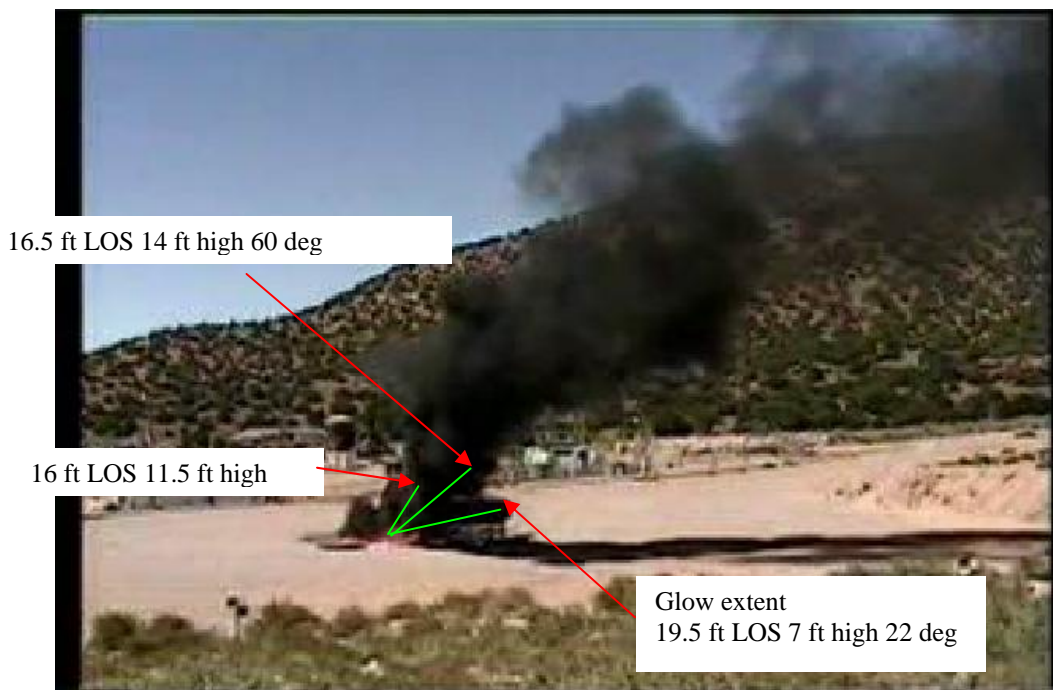 16.5 ft LOS 14 ft high 60 deg
16 ft LOS 11.5 ft high
Glow extent
19.5 ft LOS 7 ft high 22 deg